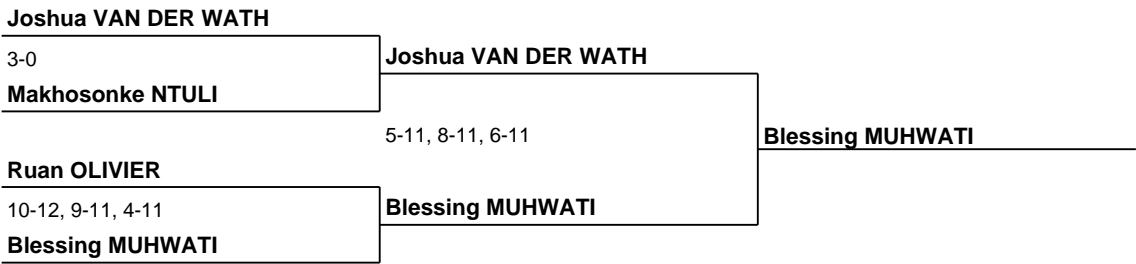 Joshua VAN DER WATH
3-0
Joshua VAN DER WATH
Makhosonke NTULI
5-11, 8-11, 6-11
Blessing MUHWATI
Ruan OLIVIER
10-12, 9-11, 4-11
Blessing MUHWATI
Blessing MUHWATI